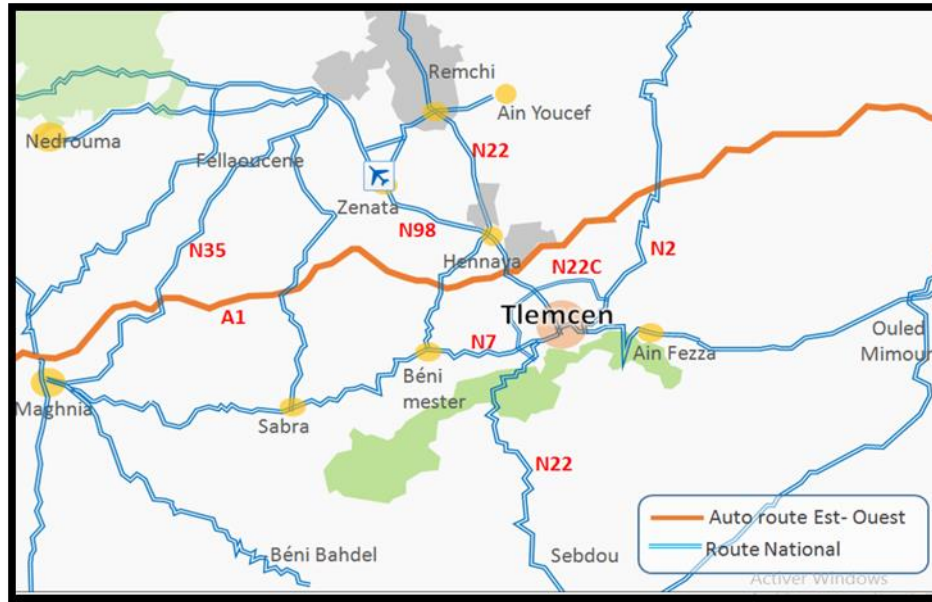 Remchi
Ain Youcef
Nedrouma
Fellaoucene
N22
Zenata
N98
N35
Hennaya
N22C
N2
A1
Tlemcen
N7
Ouled
Mimoun
Ain Fezza
Béni
mester
Maghnia
Sabra
N22
Béni Bahdel
Sebdou
Auto route Est- Ouest
Route National
Activer Windows